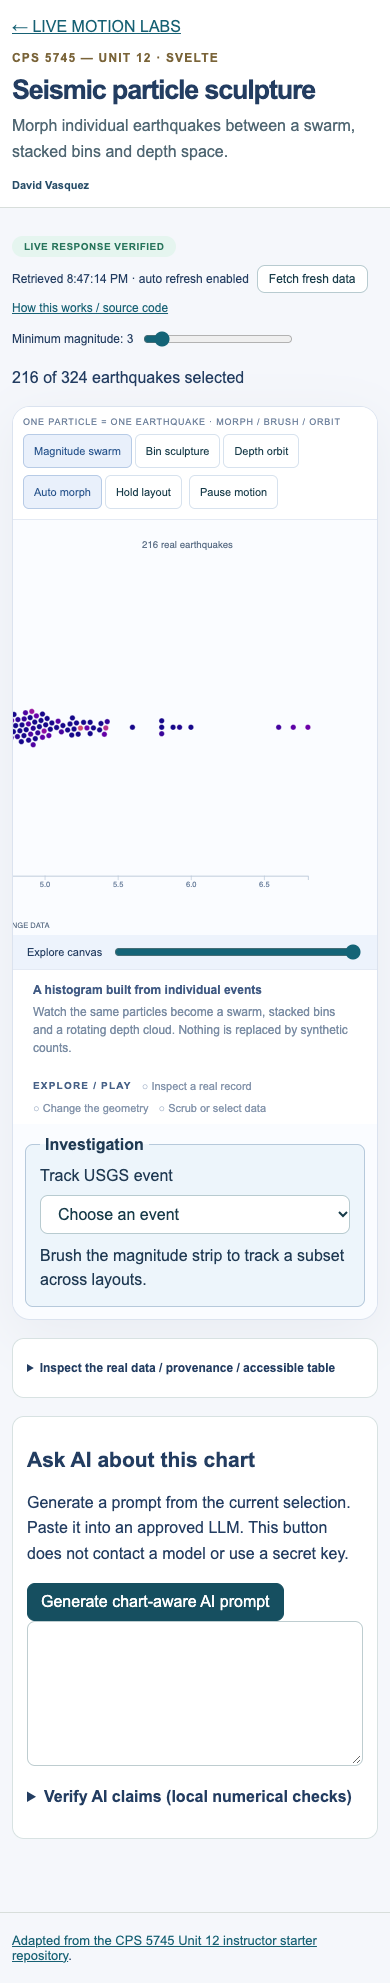 ← LIVE MOTION LABS
CPS 5745 — UNIT 12 · SVELTE
Seismic particle sculpture
Morph individual earthquakes between a swarm,
stacked bins and depth space.
David Vasquez
LIVE RESPONSE VERIFIED
Retrieved 8:47:14 PM · auto refresh enabled
Fetch fresh data
How this works / source code
Minimum magnitude: 3
216 of 324 earthquakes selected
ONE PARTICLE = ONE EARTHQUAKE · MORPH / BRUSH / ORBIT
Magnitude swarm
Bin sculpture
Depth orbit
Auto morph
Hold layout
Pause motion
216 real earthquakes
5.0
5.5
6.0
6.5
NGE DATA
Explore canvas
A histogram built from individual events
Watch the same particles become a swarm, stacked bins
and a rotating depth cloud. Nothing is replaced by synthetic
counts.
EXPLORE / PLAY ○ Inspect a real record
○ Change the geometry ○ Scrub or select data
Investigation
Track USGS event
Choose an event
Brush the magnitude strip to track a subset
across layouts.
▶ Inspect the real data / provenance / accessible table
Ask AI about this chart
Generate a prompt from the current selection.
Paste it into an approved LLM. This button
does not contact a model or use a secret key.
Generate chart-aware AI prompt
▶ Verify AI claims (local numerical checks)
Adapted from the CPS 5745 Unit 12 instructor starter
repository.